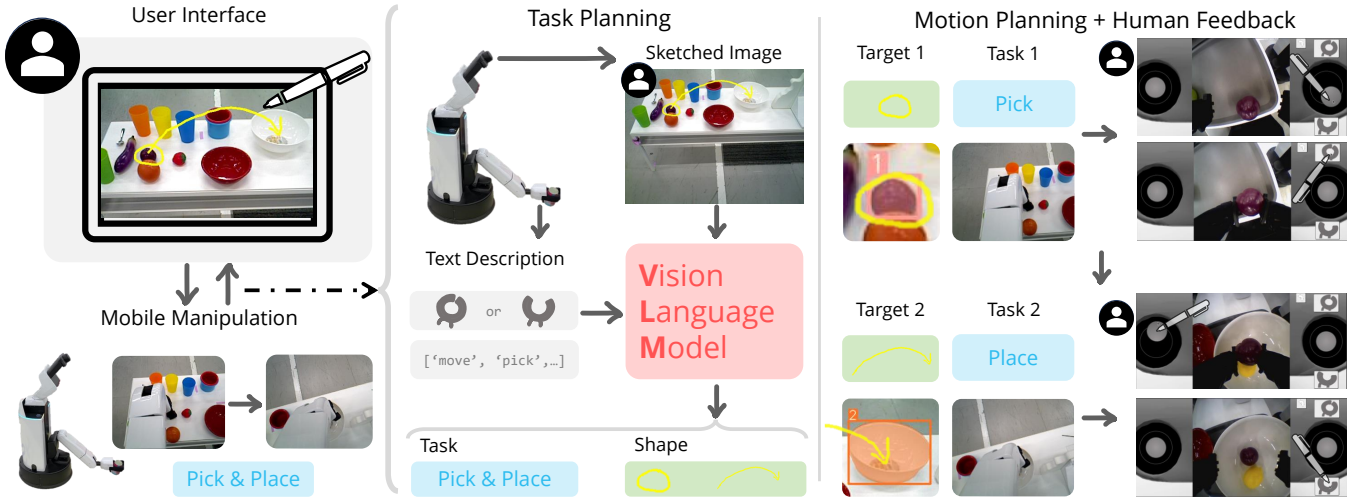 User Interface
Mobile Manipulation
Pick & Place
Task Planning
Sketched Image
Text Description
or
[‘move’, ‘pick’,…]
Vision
Language
Model
Task
Shape
Pick & Place
Motion Planning + Human Feedback
Target 1
Task 1
Pick
1
Target 2
Task 2
Place
2